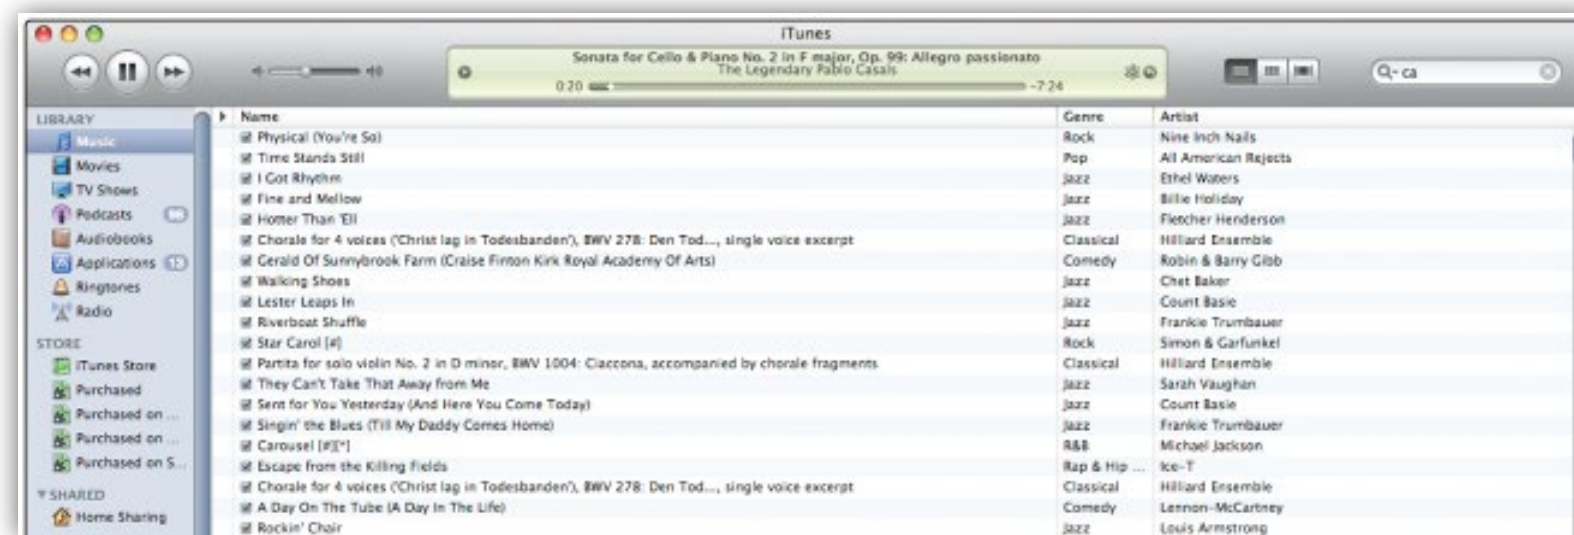 iTunes
Sonata for Cello & Piano No. 2 in F major, Op. 99: Allegro passionato
The Legendary Pablo Casals
0:20 -7:24
ca
LIBRARY
Music
Movies
TV Shows
Podcasts
Audiobooks
Applications
Ringtones
Radio
STORE
iTunes Store
Purchased
Purchased on ...
Purchased on ...
Purchased on S...
SHARED
Home Sharing
Name Genre Artist
Physical (You're So) Rock Nine Inch Nails
Time Stands Still Pop All American Rejects
I Got Rhythm Jazz Ethel Waters
Fine and Mellow Jazz Billie Holiday
Hotter Than 'Ell Jazz Fletcher Henderson
Chorale for 4 voices ('Christ lag in Todesbanden'), BWV 278: Den Tod..., single voice excerpt Classical Hilliard Ensemble
Gerald Of Sunnybrook Farm (Craise Finton Kirk Royal Academy Of Arts) Comedy Robin & Barry Gibb
Walking Shoes Jazz Chet Baker
Lester Leaps In Jazz Count Basie
Riverboat Shuffle Jazz Frankie Trumbauer
Star Carol [#] Rock Simon & Garfunkel
Partita for solo violin No. 2 in D minor, BWV 1004: Ciaccona, accompanied by chorale fragments Classical Hilliard Ensemble
They Can't Take That Away from Me Jazz Sarah Vaughan
Sent for You Yesterday (And Here You Come Today) Jazz Count Basie
Singin' the Blues (Till My Daddy Comes Home) Jazz Frankie Trumbauer
Carousel [#][*] R&B Michael Jackson
Escape from the Killing Fields Rap & Hip ... Ice-T
Chorale for 4 voices ('Christ lag in Todesbanden'), BWV 278: Den Tod..., single voice excerpt Classical Hilliard Ensemble
A Day On The Tube (A Day In The Life) Comedy Lennon-McCartney
Rockin' Chair Jazz Louis Armstrong